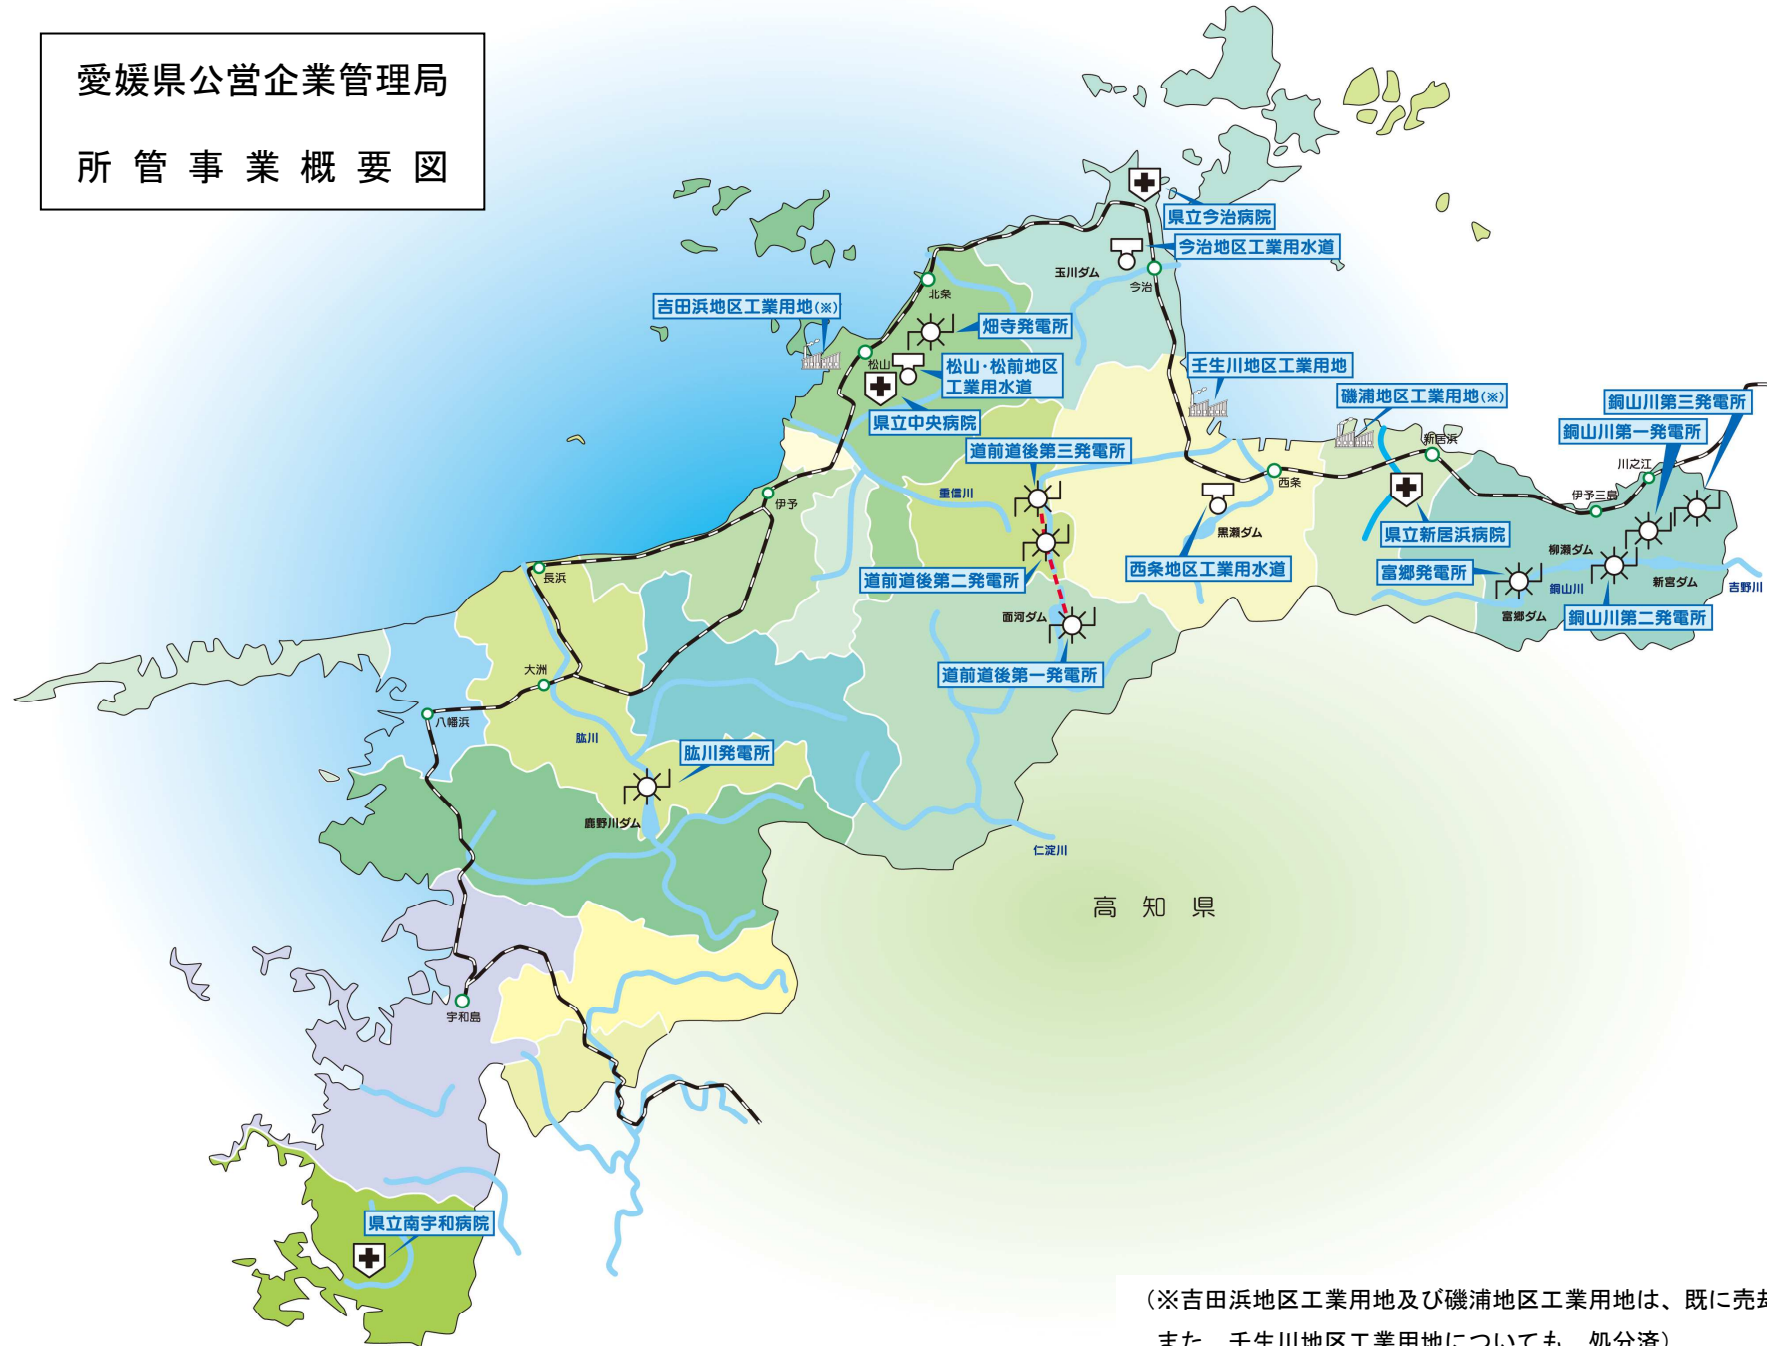 愛媛県公営企業管理局
所管事業概要図
県立今治病院
今治地区工業用水道
玉川ダム
今治
北条
吉田浜地区工業用地(※)
畑寺発電所
松山
松山・松前地区
工業用水道
県立中央病院
壬生川地区工業用地
磯浦地区工業用地(※)
銅山川第三発電所
銅山川第一発電所
道前道後第三発電所
新居浜
川之江
西条
伊予三島
伊予
重信川
黒瀬ダム
県立新居浜病院
柳瀬ダム
西条地区工業用水道
富郷発電所
道前道後第二発電所
長浜
銅山川
新宮ダム
吉野川
面河ダム
富郷ダム
銅山川第二発電所
大洲
道前道後第一発電所
八幡浜
肱川
肱川発電所
鹿野川ダム
仁淀川
高知県
宇和島
県立南宇和病院
(※吉田浜地区工業用地及び磯浦地区工業用地は、既に売却
また、壬生川地区工業用地についても、処分済)